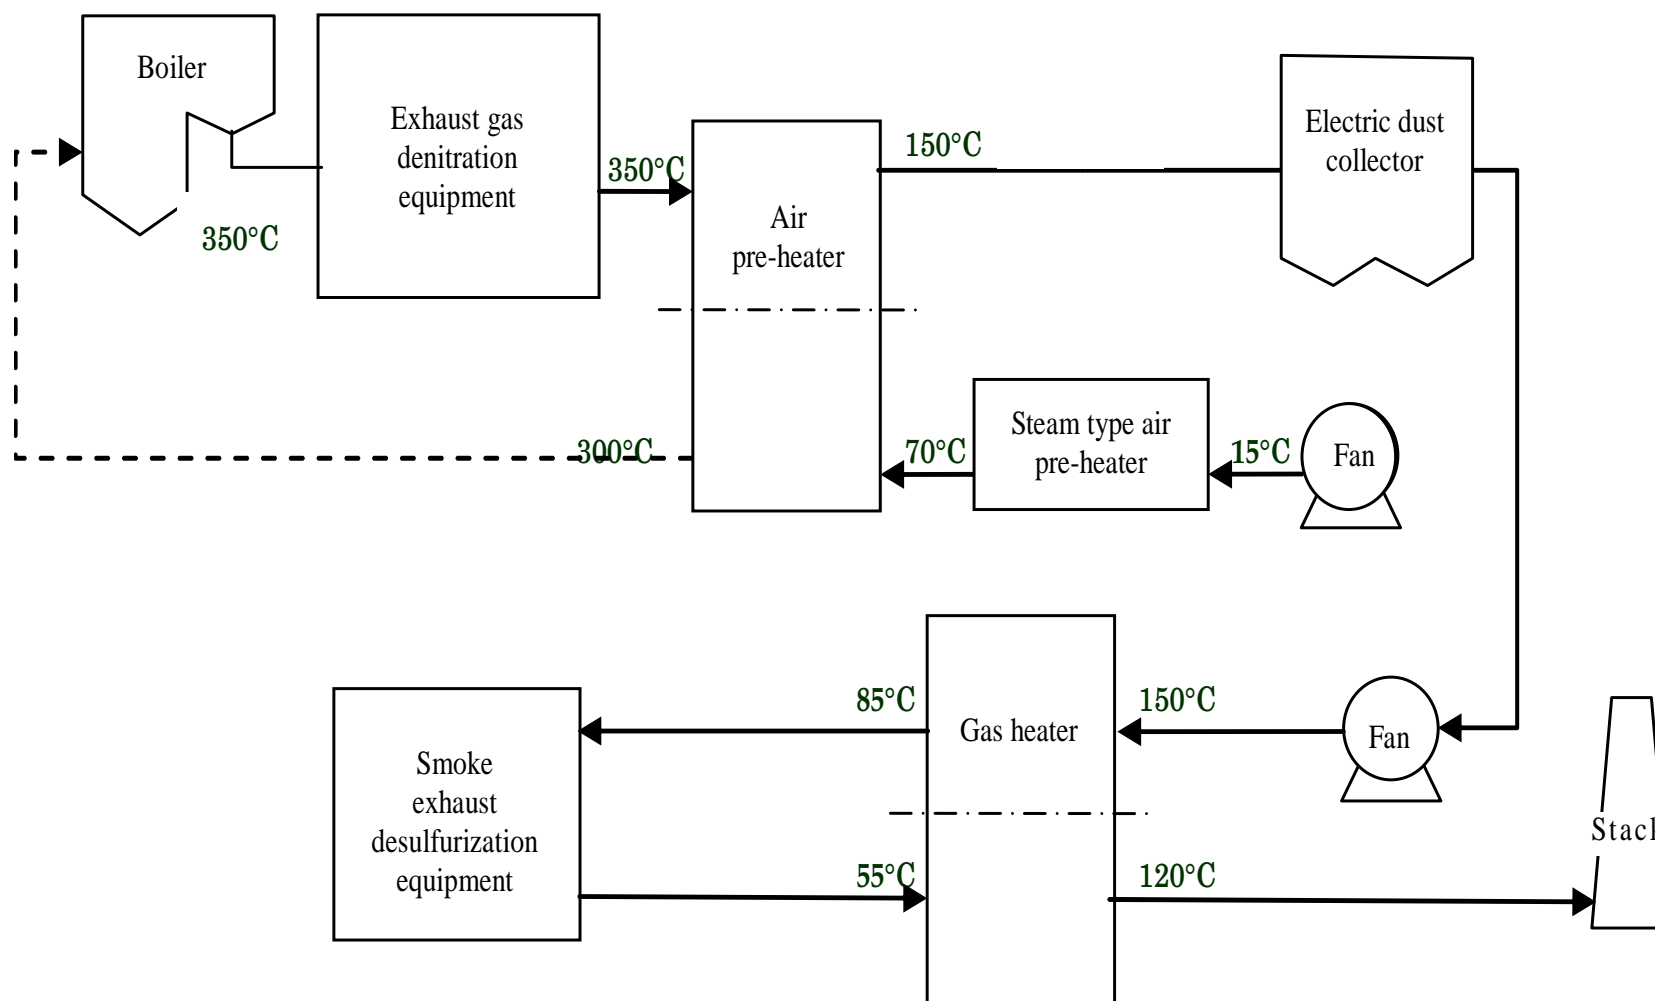 Boiler
350°C
Exhaust gas
denitration
equipment
350°C
Air
pre-heater
150°C
Electric dust
collector
300°C
70°C
Steam type air
pre-heater
15°C
Fan
85°C
Gas heater
150°C
Fan
Smoke
exhaust
desulfurization
equipment
55°C
120°C
Stack